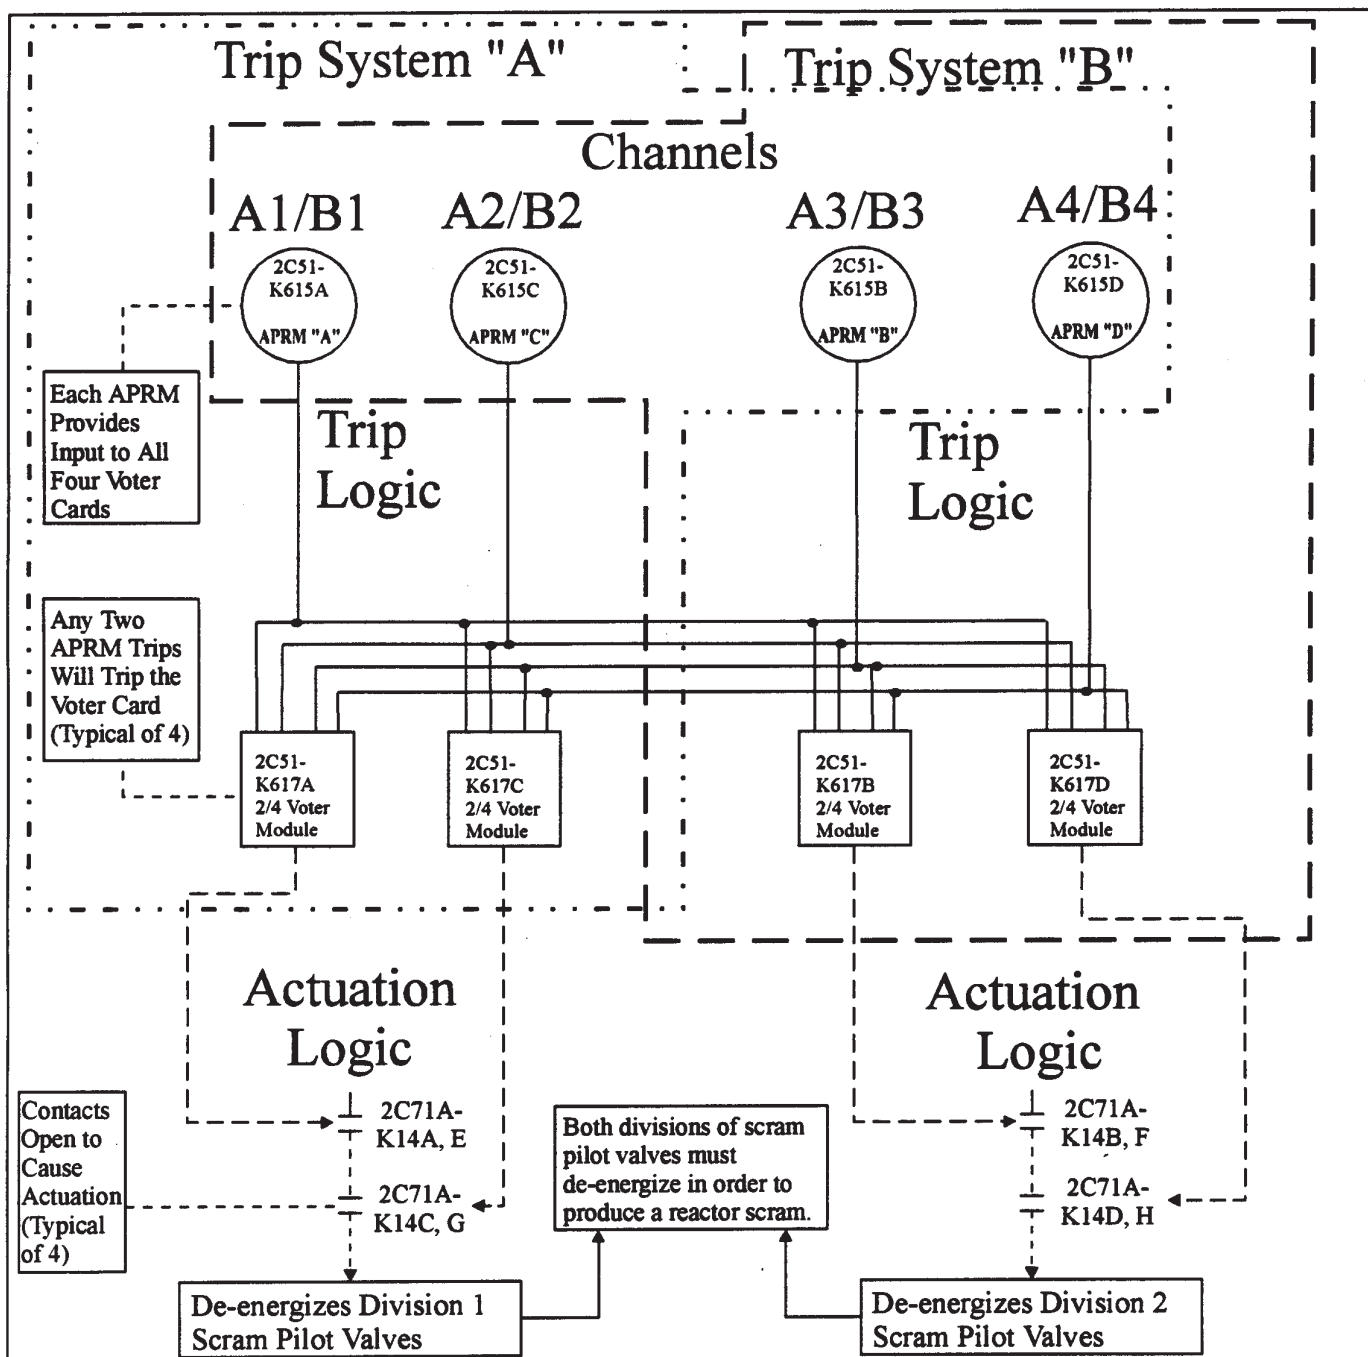 Trip System "A"
Trip System "B"
Channels
A1/B1
A2/B2
A3/B3
A4/B4
2C51-
K615A
APRM "A"
2C51-
K615C
APRM "C"
2C51-
K615B
APRM "B"
2C51-
K615D
APRM "D"
Each APRM
Provides
Input to All
Four Voter
Cards
Trip
Logic
Trip
Logic
Any Two
APRM Trips
Will Trip the
Voter Card
(Typical of 4)
2C51-
K617A
2/4 Voter
Module
2C51-
K617C
2/4 Voter
Module
2C51-
K617B
2/4 Voter
Module
2C51-
K617D
2/4 Voter
Module
Actuation
Logic
Actuation
Logic
Contacts
Open to
Cause
Actuation
(Typical
of 4)
2C71A-
K14A, E
2C71A-
K14C, G
Both divisions of scram
pilot valves must
de-energize in order to
produce a reactor scram.
2C71A-
K14B, F
2C71A-
K14D, H
De-energizes Division 1
Scram Pilot Valves
De-energizes Division 2
Scram Pilot Valves